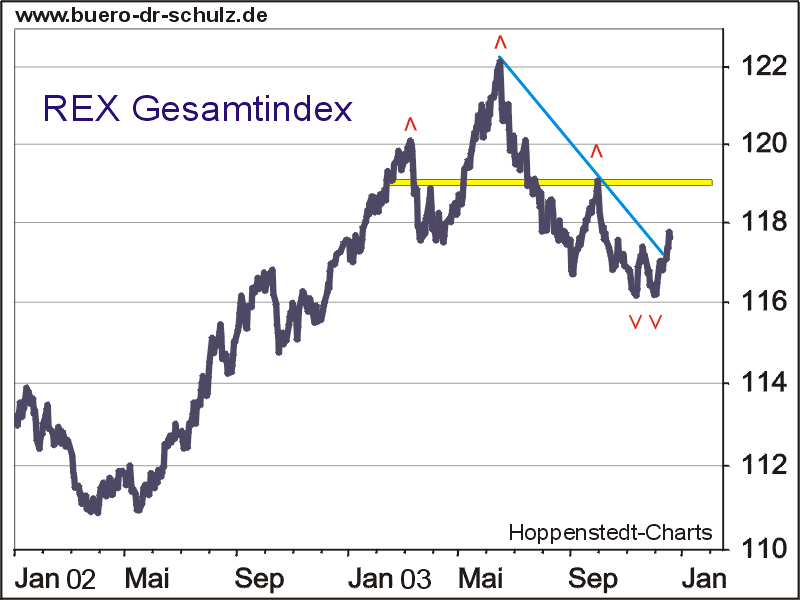 www.buero-dr-schulz.de
REX Gesamtindex
122
120
118
116
114
112
110
Hoppenstedt-Charts
Jan 02 Mai Sep Jan 03 Mai Sep Jan